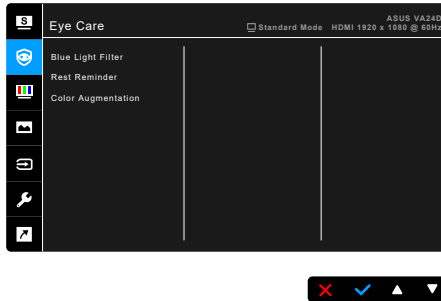 S
Eye Care
ASUS VA24D
Standard Mode HDMI 1920 x 1080 @ 60Hz
Blue Light Filter
Rest Reminder
Color Augmentation